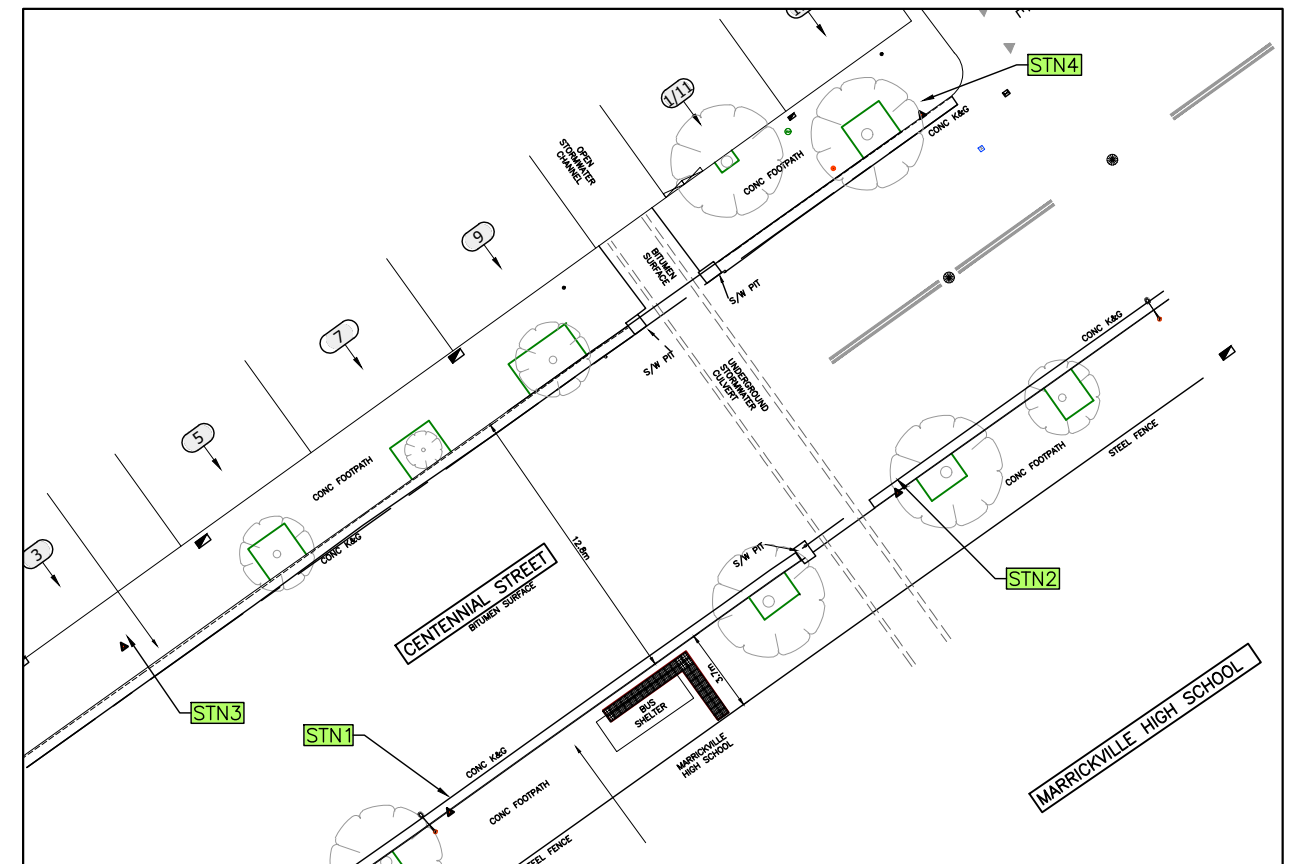 STN4
1/11
CONC K&G
OPEN
STORMWATER
CHANNEL
CONC FOOTPATH
9
BITUMEN
SURFACE
S/W PIT
7
CONC K&G
S/W PIT
UNDERGROUND
STORMWATER
CULVERT
5
CONC FOOTPATH
STEEL FENCE
CONC FOOTPATH
3
CONC K&G
12.8m
S/W PIT
CENTENNIAL STREET
BITUMEN SURFACE
STN2
3.7m
STN3
BUS
SHELTER
STN1
MARRICKVILLE
HIGH SCHOOL
MARRICKVILLE HIGH SCHOOL
CONC K&G
CONC FOOTPATH
EEL FENCE